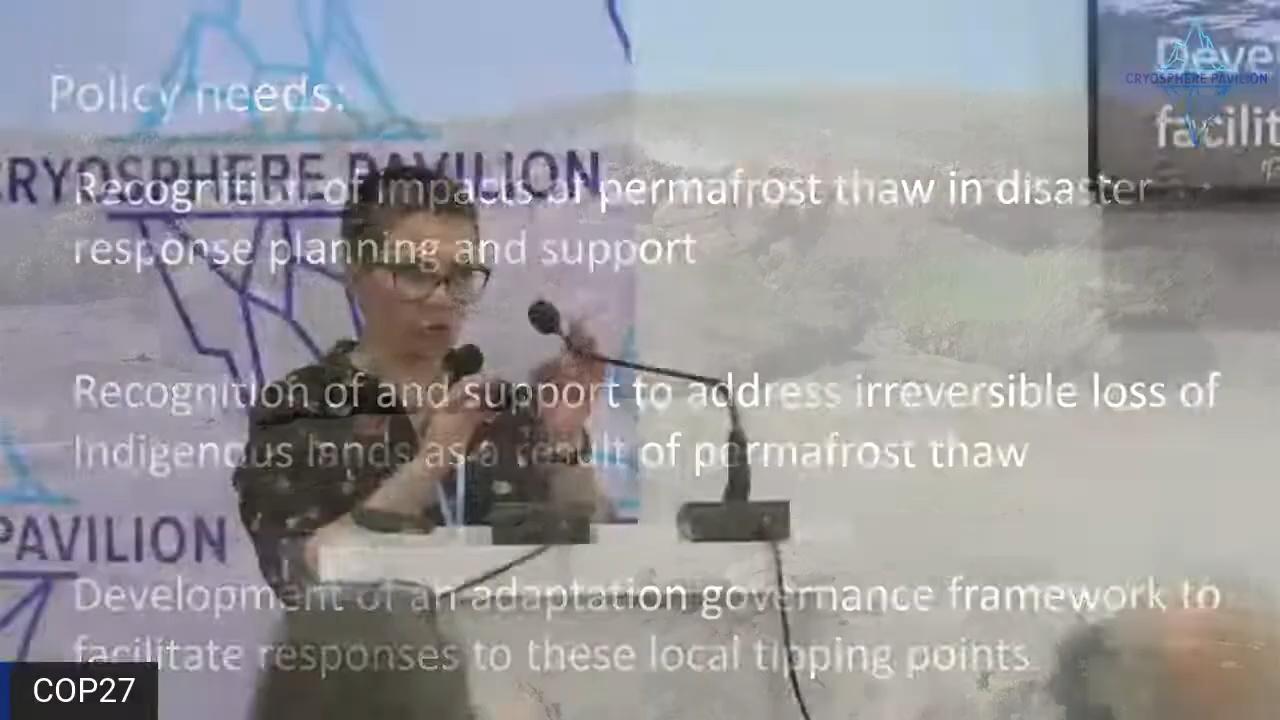 Policy needs:
CRYOSPHERE PAVILION
Deve
facilit
CRYOSPHERE PAVILION
Recognition of impacts of permafrost thaw in disaster
response planning and support
Recognition of and support to address irreversible loss of
Indigenous lands as a result of permafrost thaw
PAVILION
Development of an adaptation governance framework to
facilitate responses to these local tipping points
COP27